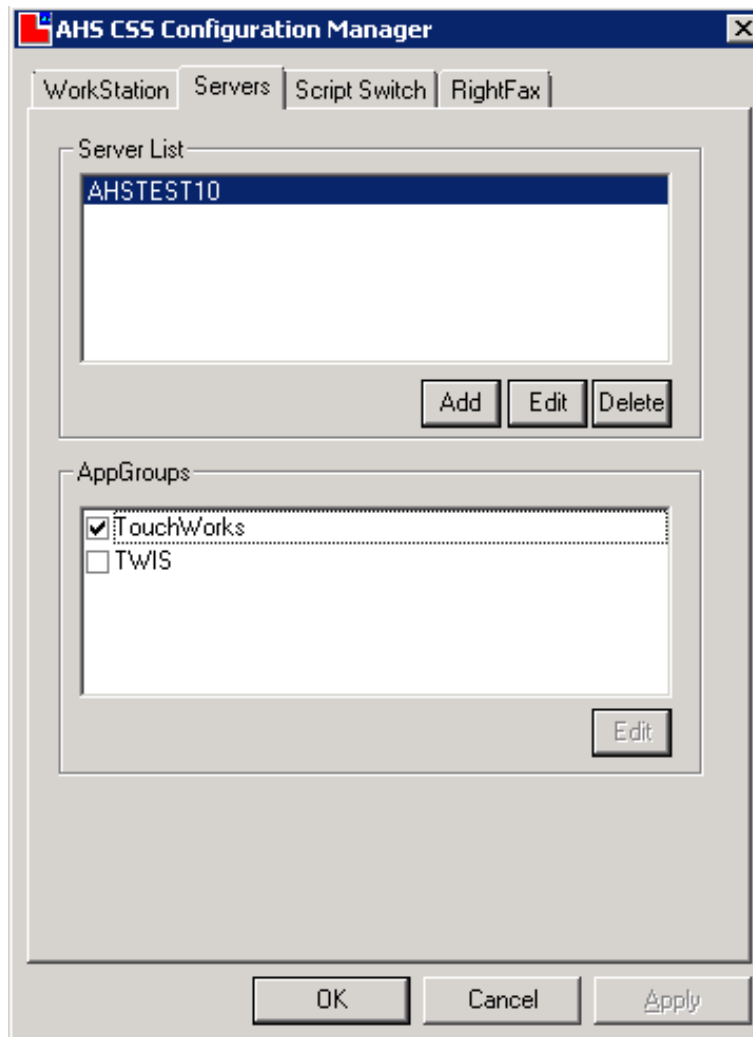 AHS CSS Configuration Manager
WorkStation Servers Script Switch RightFax
Server List
AHSTEST10
Add Edit Delete
AppGroups
TouchWorks
TWIS
Edit
OK Cancel Apply